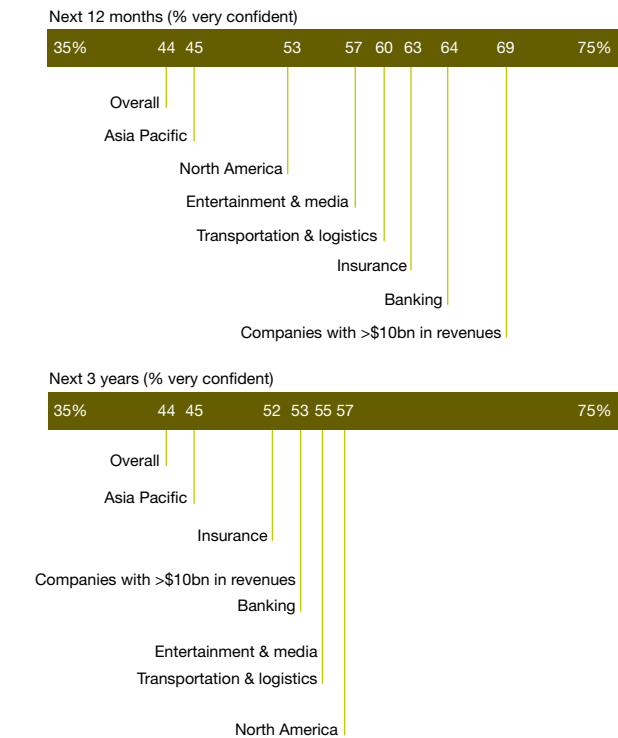 Next 12 months (% very confident)
35% 44 45 53 57 60 63 64 69 75%
Overall
Asia Pacific
North America
Entertainment & media
Transportation & logistics
Insurance
Banking
Companies with >$10bn in revenues
Next 3 years (% very confident)
35% 44 45 52 53 55 57 75%
Overall
Asia Pacific
Insurance
Companies with >$10bn in revenues
Banking
Entertainment & media
Transportation & logistics
North America